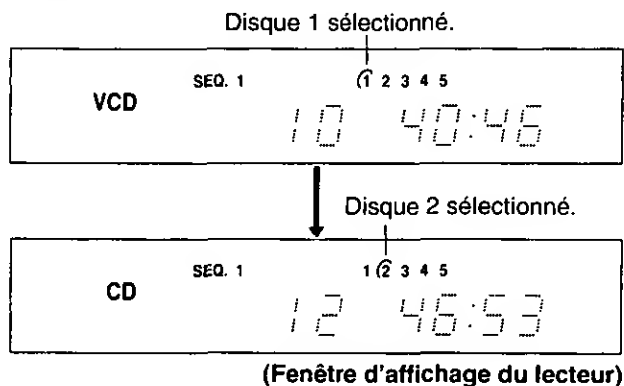 Disque 1 sélectionné.
SEQ. 1 1 2 3 4 5
VCD
10 40:46
Disque 2 sélectionné.
SEQ. 1 1 2 3 4 5
CD
12 46:53
(Fenêtre d'affichage du lecteur)